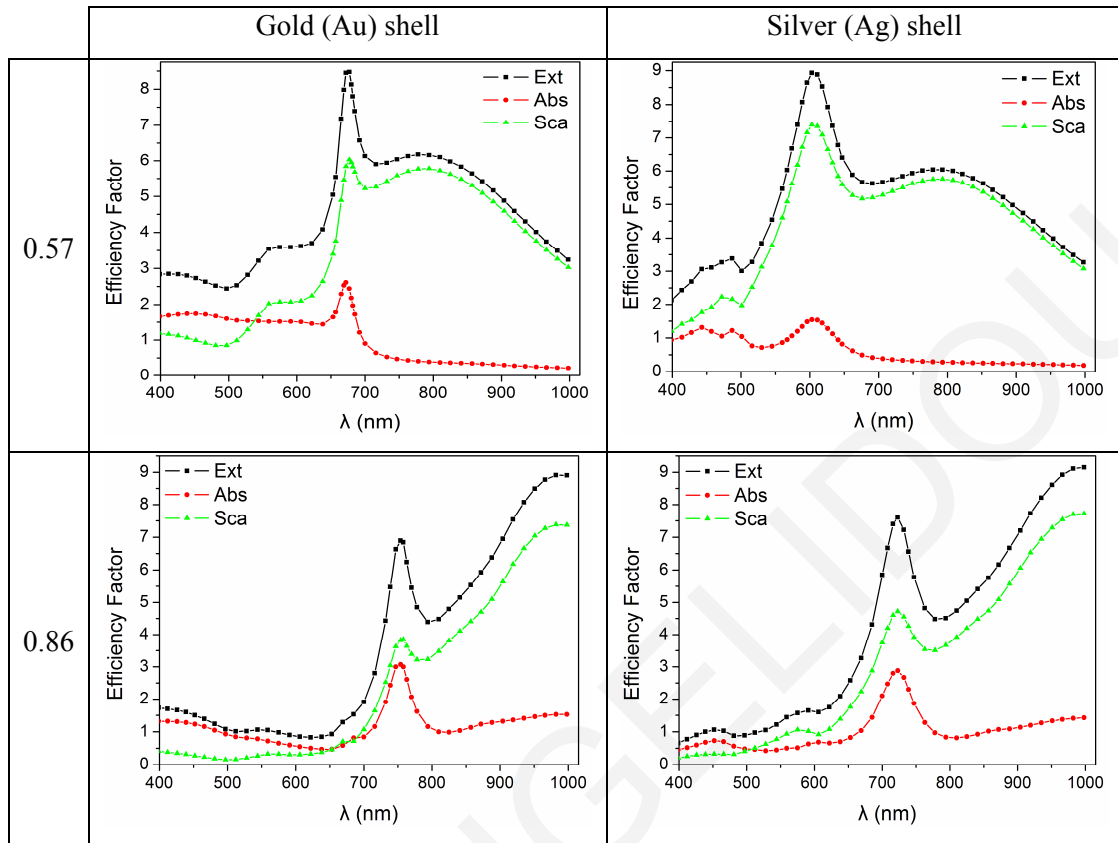 Gold (Au) shell
Silver (Ag) shell
0.57
Efficiency Factor
8
7
6
5
4
3
2
1
0
Ext
Abs
Sca
400 500 600 700 800 900 1000
λ (nm)
Efficiency Factor
9
8
7
6
5
4
3
2
1
0
Ext
Abs
Sca
400 500 600 700 800 900 1000
λ (nm)
0.86
Efficiency Factor
9
8
7
6
5
4
3
2
1
0
Ext
Abs
Sca
400 500 600 700 800 900 1000
λ (nm)
Efficiency Factor
9
8
7
6
5
4
3
2
1
0
Ext
Abs
Sca
400 500 600 700 800 900 1000
λ (nm)
NGELIDOU